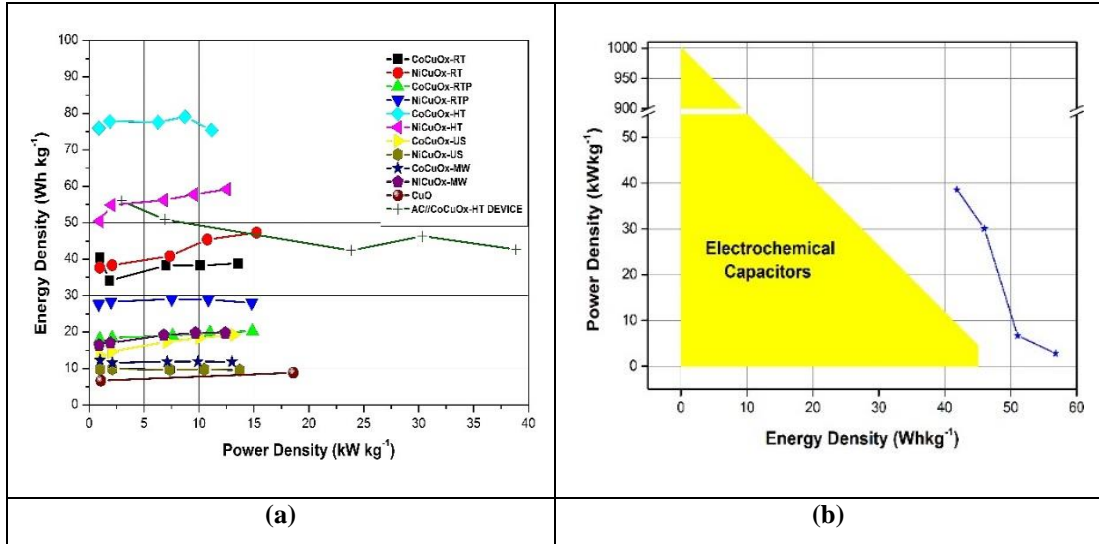 100
90
80
70
60
50
40
30
20
10
0
Energy Density (Wh kg-1)
0 5 10 15 20 25 30 35 40
Power Density (kW kg-1)
CoCuOx-RT
NiCuOx-RT
CoCuOx-RTP
NiCuOx-RTP
CoCuOx-HT
NiCuOx-HT
CoCuOx-US
NiCuOx-US
CoCuOx-MW
NiCuOx-MW
CuO
AC//CoCuOx-HT DEVICE
(a)
1000
950
900
50
40
30
20
10
0
Power Density (kWkg-1)
Electrochemical
Capacitors
0 10 20 30 40 50 60
Energy Density (Whkg-1)
(b)